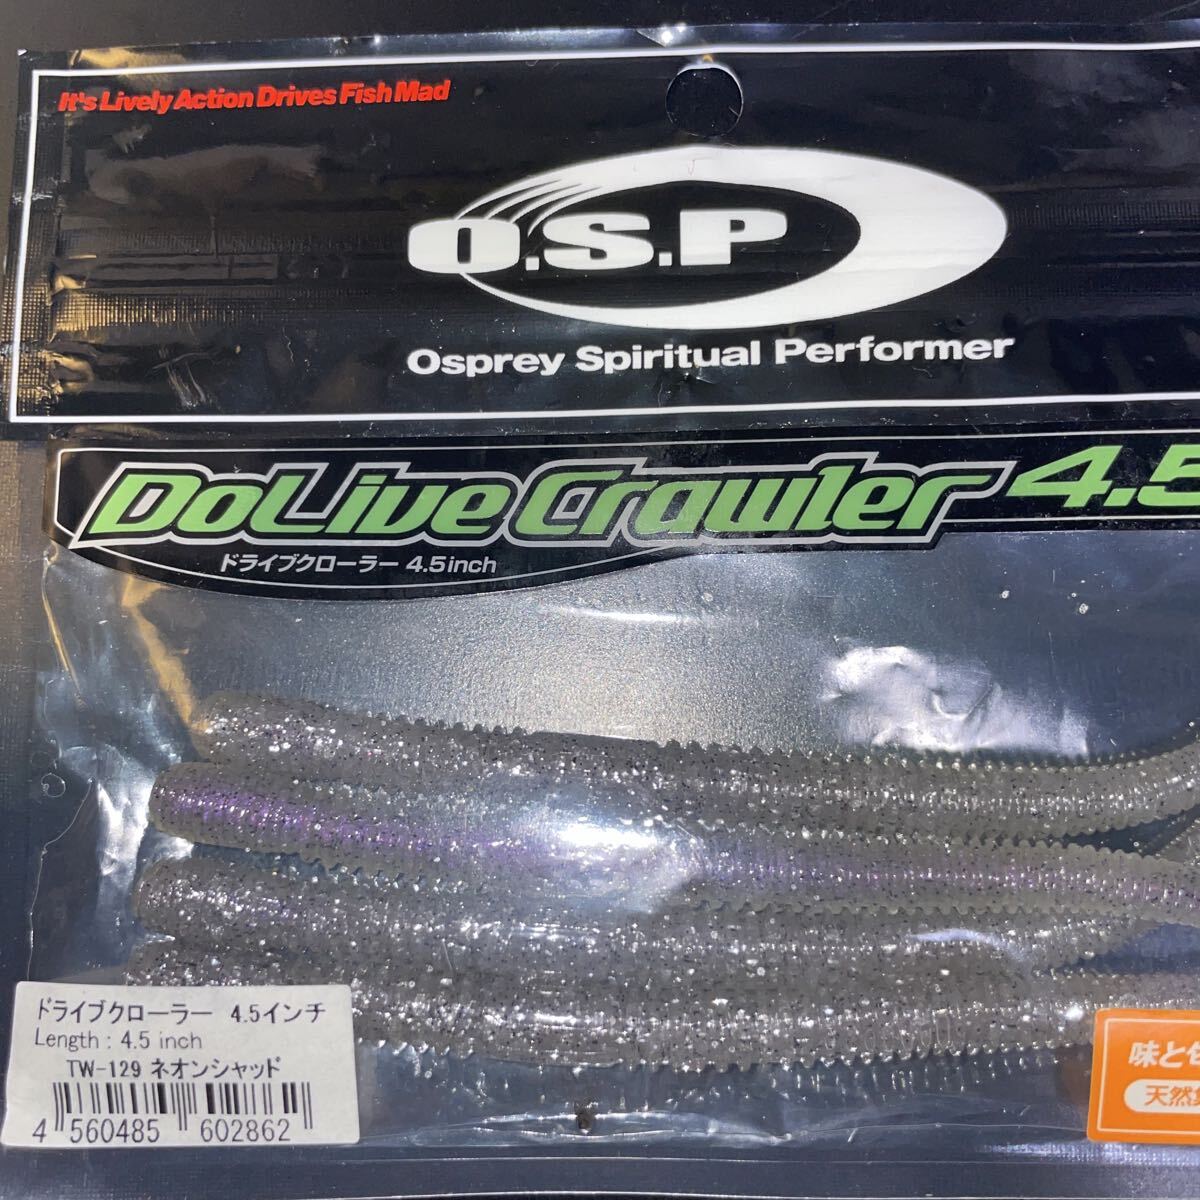 It's Lively Action Drives Fish Mad
O.S.P
Osprey Spiritual Performer
DoLive Crawler 4.5
ドライブクローラー 4.5inch
ドライブクローラー 4.5インチ
Length : 4.5 inch
TW-129 ネオンシャッド
4 560485 602862
味と
天然